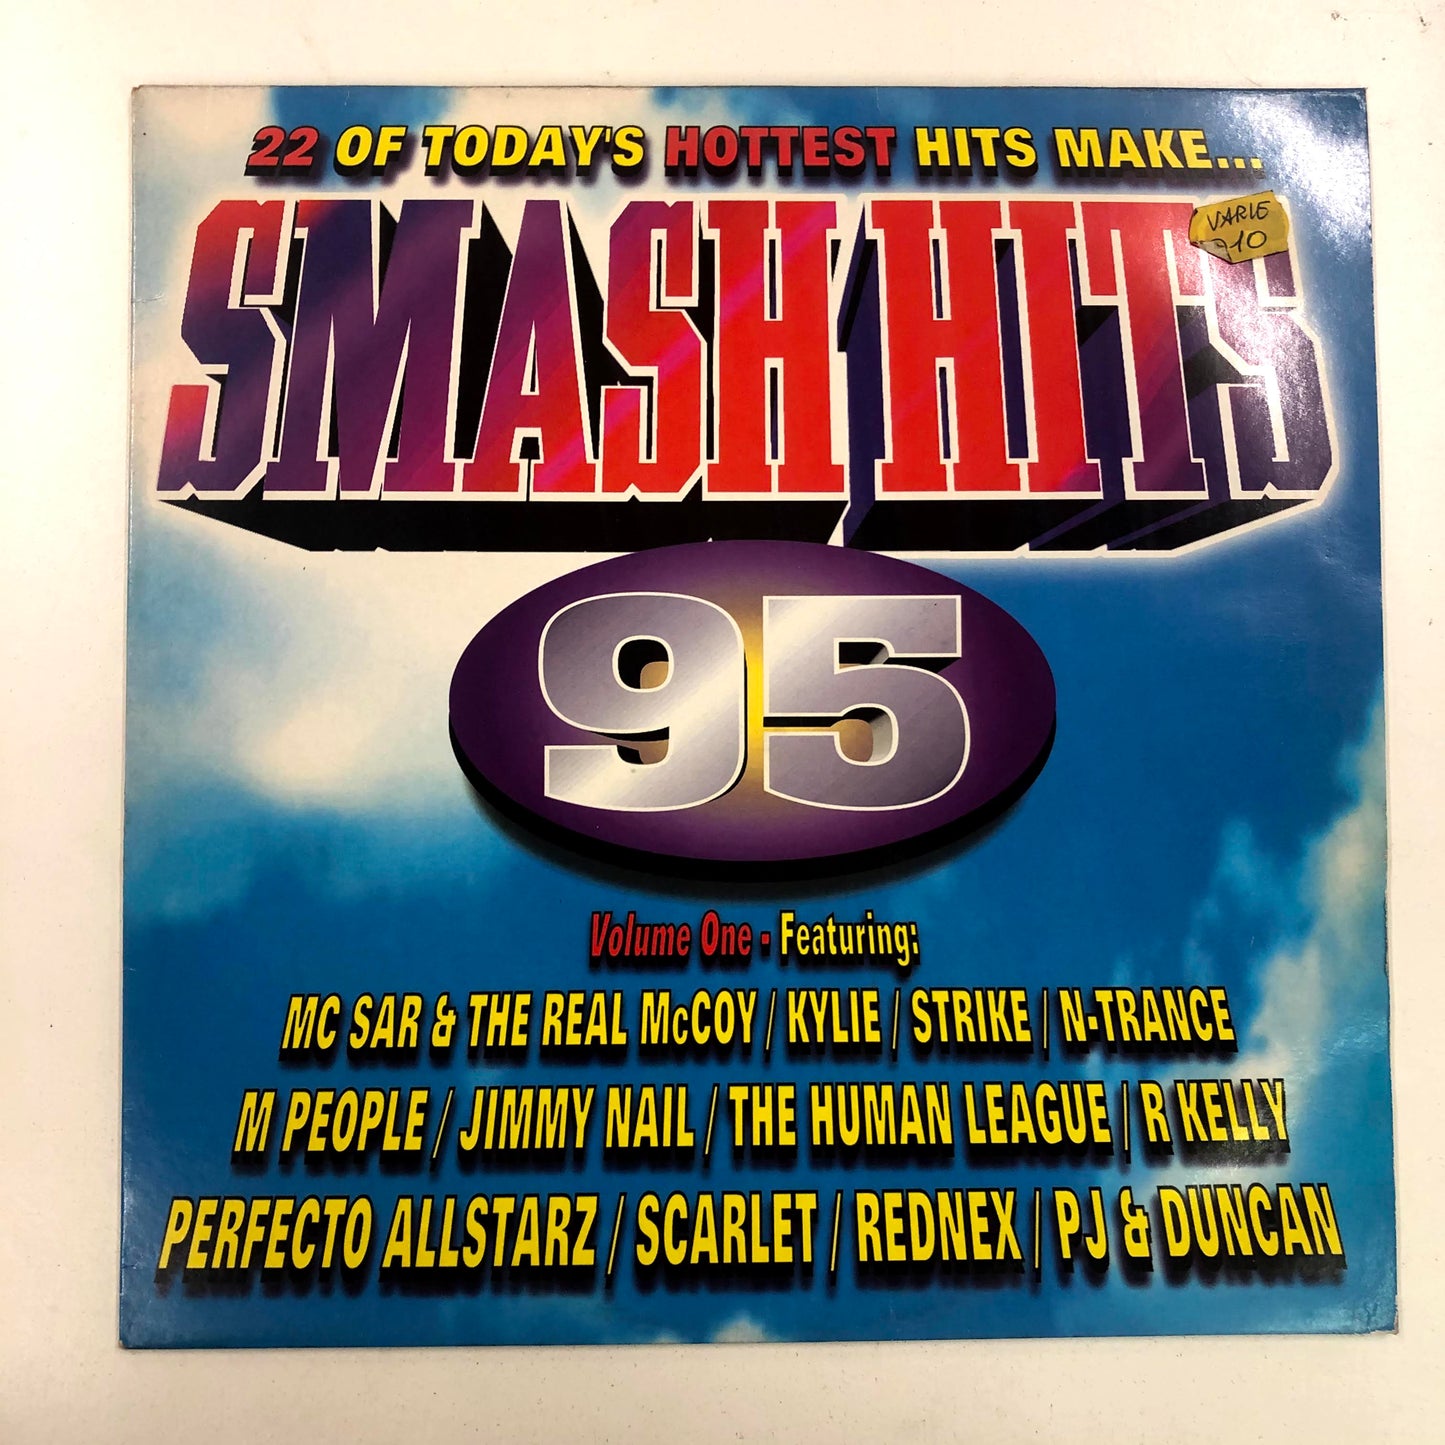 22 OF TODAY'S HOTTEST HITS MAKE...
SMASH HITS
VARIE
10
95
Volume One - Featuring:
MC SAR & THE REAL McCOY / KYLIE / STRIKE / N-TRANCE
M PEOPLE / JIMMY NAIL / THE HUMAN LEAGUE / R KELLY
PERFECTO ALLSTARZ / SCARLET / REDNEX / PJ & DUNCAN